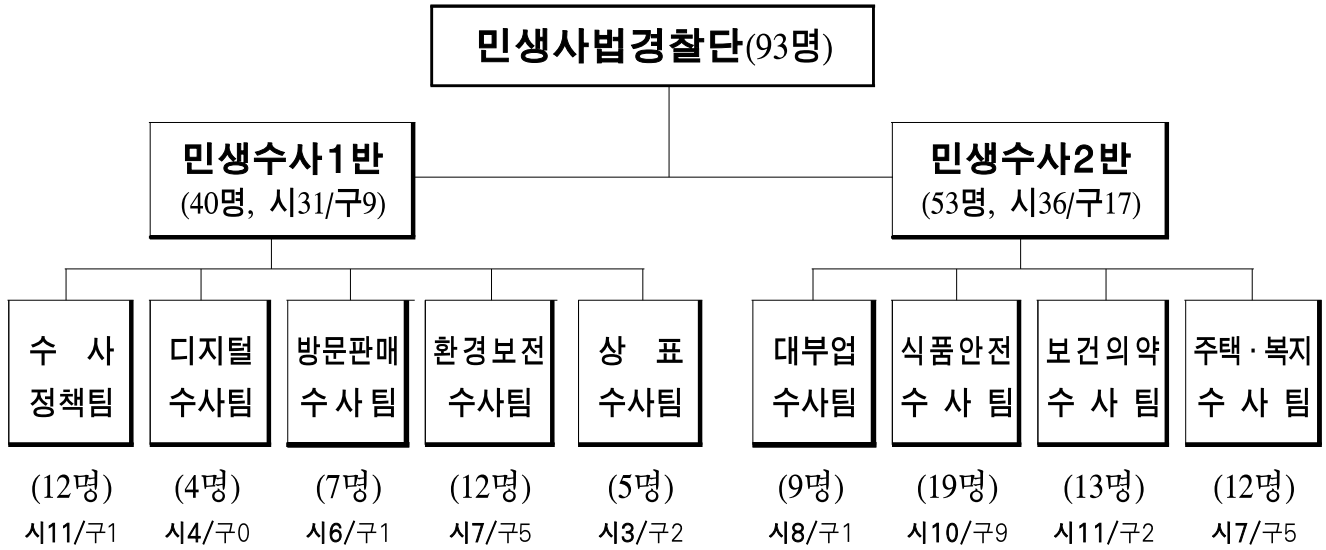 민생사법경찰단(93명)
민생수사1반
(40명, 시31/구9)
민생수사2반
(53명, 시36/구17)
수 사
정책팀
디지털
수사팀
방문판매
수사팀
환경보전
수사팀
상 표
수사팀
대부업
수사팀
식품안전
수 사 팀
보건의약
수 사 팀
주택·복지
수 사 팀
(12명)
시11/구1
(4명)
시4/구0
(7명)
시6/구1
(12명)
시7/구5
(5명)
시3/구2
(9명)
시8/구1
(19명)
시10/구9
(13명)
시11/구2
(12명)
시7/구5